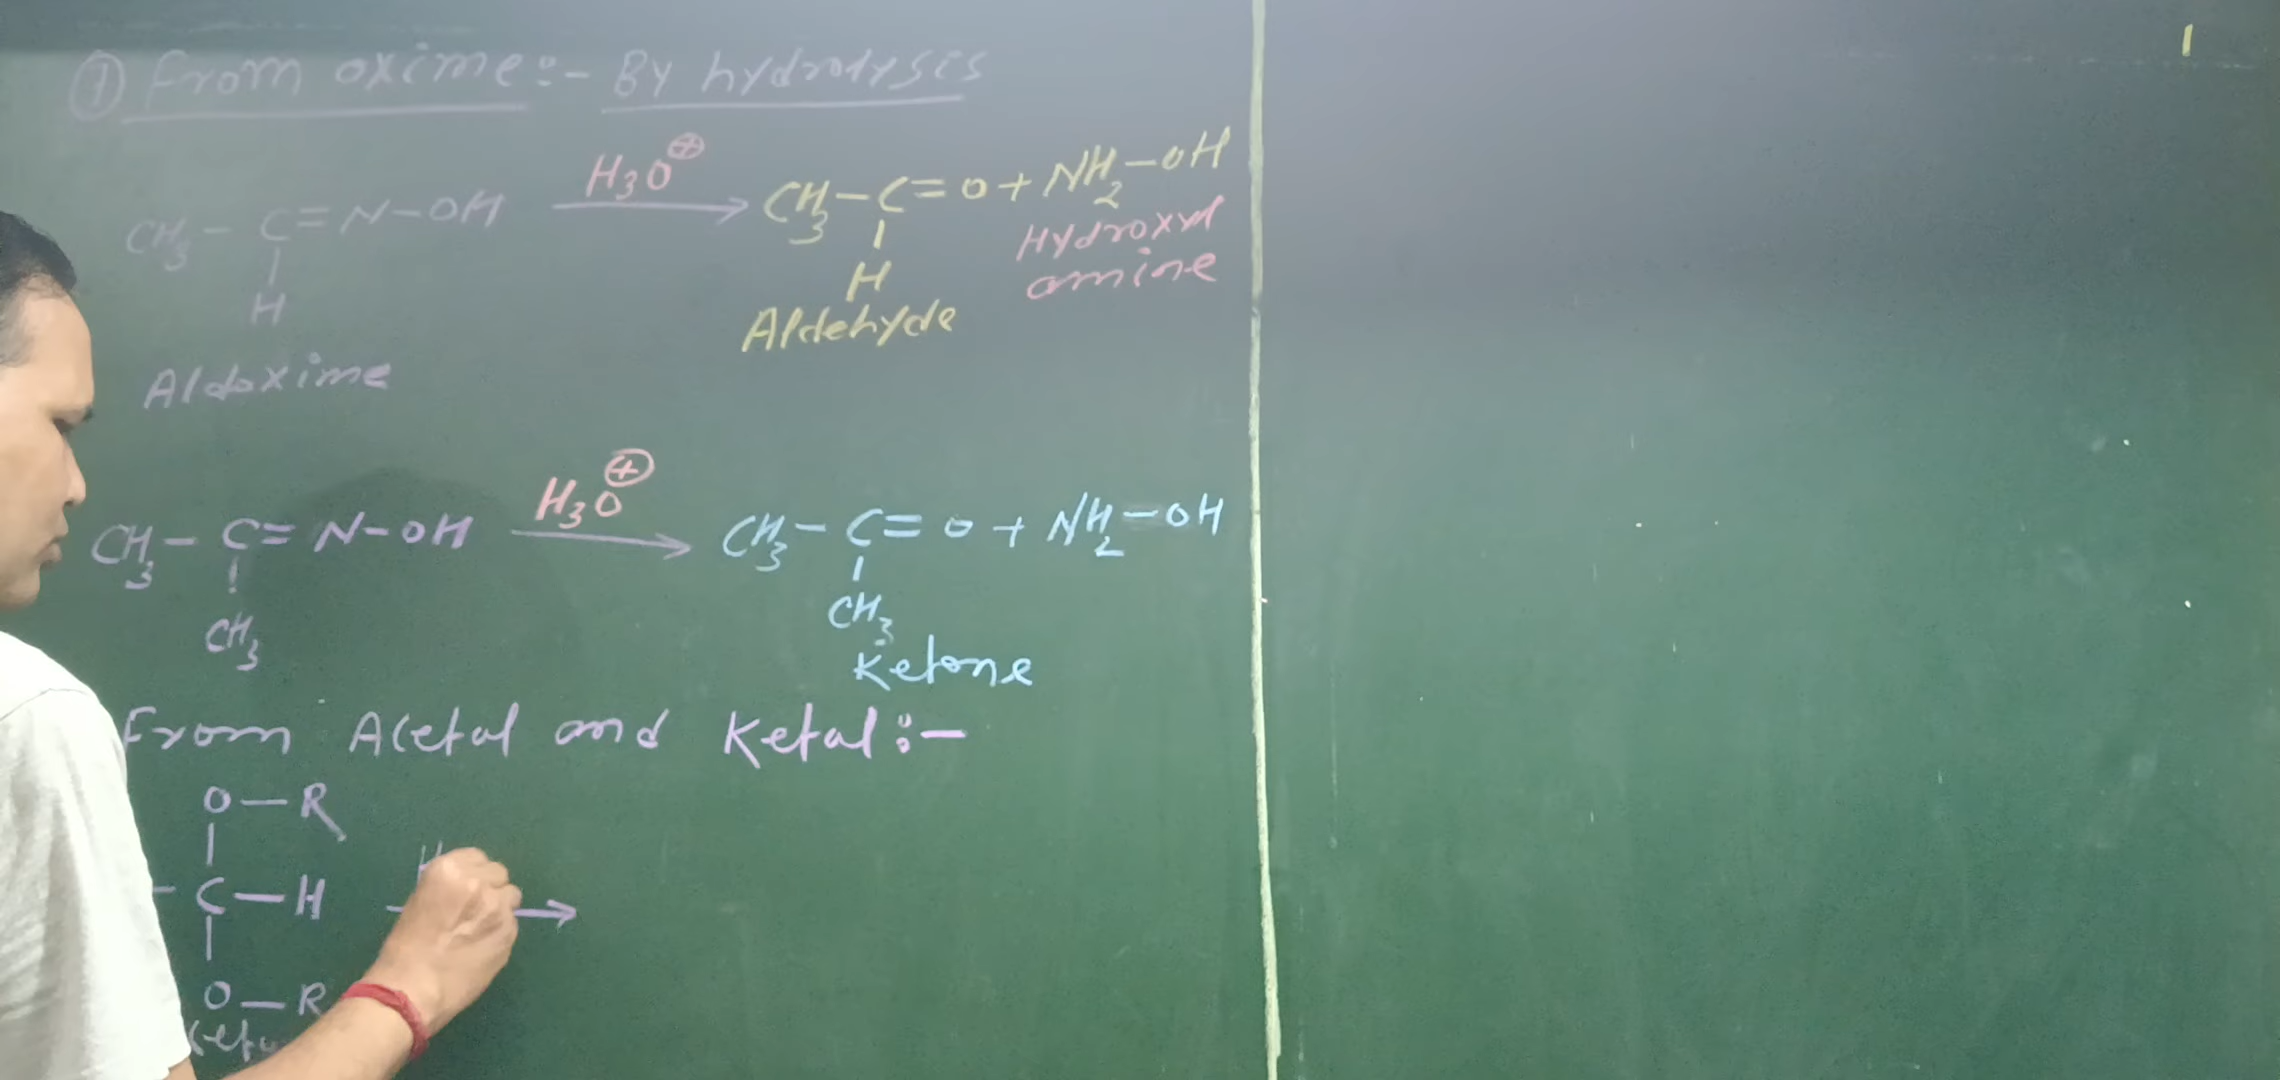 ① From oxime:- By hydrolysis
CH₃-C=N-OH H₃O⊕ → CH₃-C=O+NH₂-OH
H H
Hydroxyl
amine
Aldoxime Aldehyde
CH₃-C=N-OH H₃O⊕ → CH₃-C=O+NH₂-OH
CH₃ CH₃
Ketone
From Acetal and Ketal:-
O-R
-C-H H →
O-R